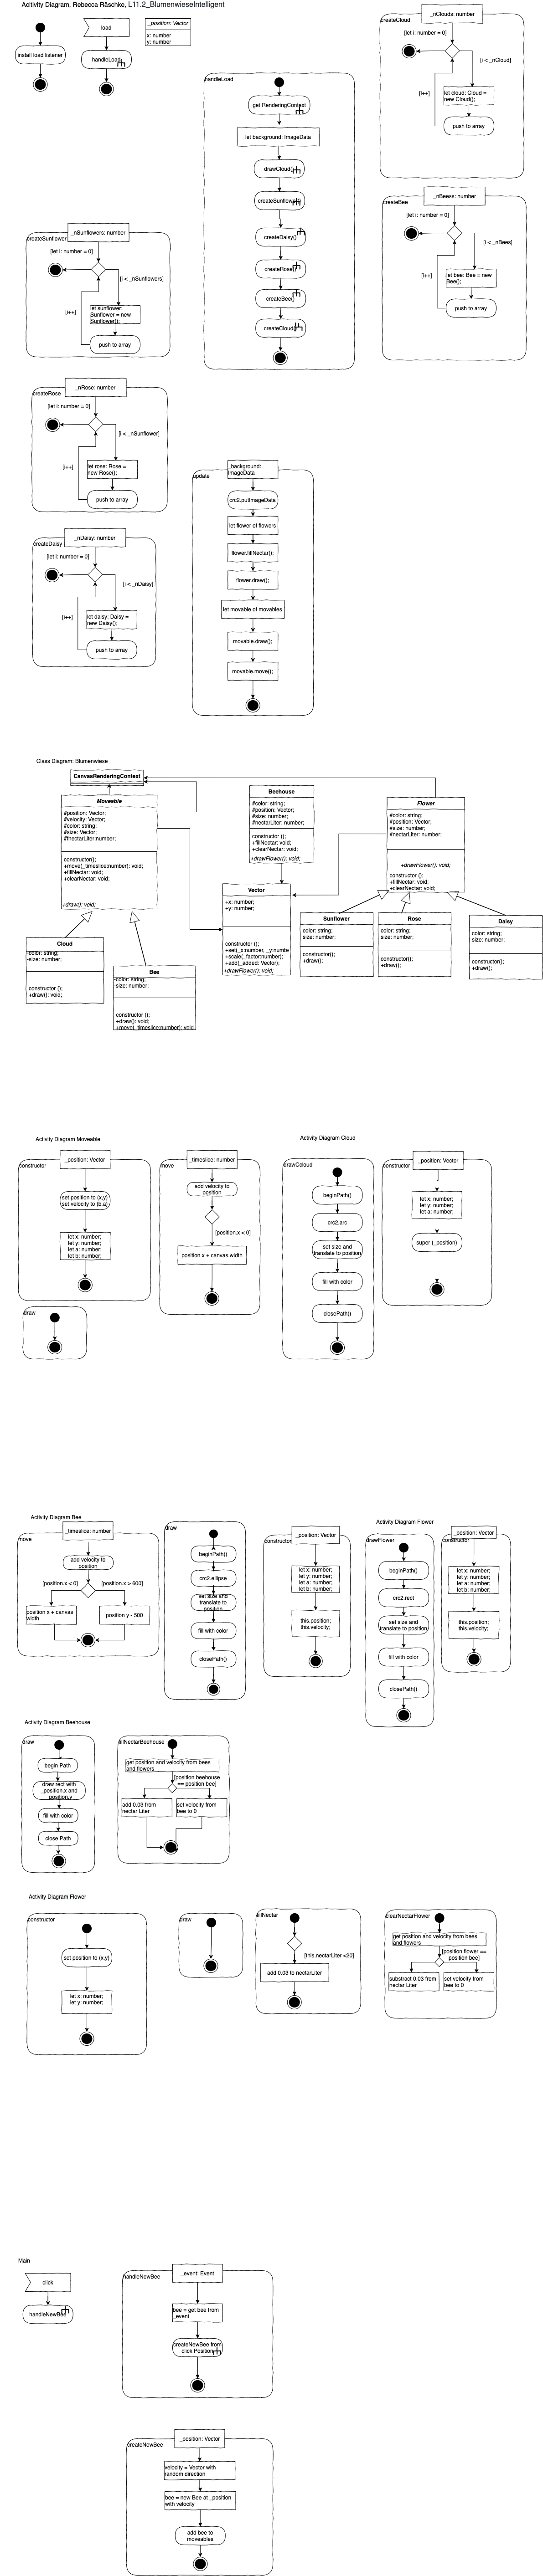 Acitivity Diagram, Rebecca Räschke, L11.2_BlumenwieseIntelligent
install load listener
load
handleLoad
_position: Vector
x: number
y: number
handleLoad
get RenderingContext
let background: ImageData
drawCloud()
createSunflower()
createDaisy()
createRose()
createBee()
createCloud()
createCloud
_nClouds: number
[let i: number = 0]
[i < _nCloud]
[i++]
let cloud: Cloud =
new Cloud();
push to array
createBee
_nBeess: number
[let i: number = 0]
[i < _nBees]
[i++]
let bee: Bee = new
Bee();
push to array
createSunflower
_nSunflowers: number
[let i: number = 0]
[i < _nSunflowers]
[i++]
let sunflower:
Sunflower = new
Sunflower();
push to array
createRose
_nRose: number
[let i: number = 0]
[i < _nSunflower]
[i++]
let rose: Rose =
new Rose();
push to array
createDaisy
_nDaisy: number
[let i: number = 0]
[i < _nDaisy]
[i++]
let daisy: Daisy =
new Daisy();
push to array
update
_background:
ImageData
crc2.putImageData
let flower of flowers
flower.fillNectar();
flower.draw();
let movable of movables
movable.draw();
movable.move();
Class Diagram: Blumenwiese
CanvasRenderingContext
Moveable
#position: Vector;
#velocity: Vector;
#color: string;
#size: Vector;
#nectarLiter:number;
constructor();
+move(_timeslice:number): void;
+fillNectar: void;
+clearNectar: void;
+draw(): void;
Beehouse
#color: string;
#position: Vector;
#size: number;
#nectarLiter: number;
constructor ();
+fillNectar: void;
+clearNectar: void;
+drawFlower(): void;
Flower
#color: string;
#position: Vector;
#size: number;
#nectarLiter: number;
+drawFlower(): void;
constructor ();
+fillNectar: void;
+clearNectar: void;
Vector
+x: number;
+y: number;
constructor ();
+set(_x:number, _y:numbe
+scale(_factor:number);
+add(_added: Vector);
+drawFlower(): void;
Sunflower
color: string;
size: number;
constructor();
+draw();
Rose
color: string;
size: number;
constructor();
+draw();
Daisy
color: string;
size: number;
constructor();
+draw();
Cloud
-color: string;
-size: number;
constructor ();
+draw(): void;
Bee
-color: string;
-size: number;
constructor ();
+draw(): void;
+move(_timeslice:number): void;
Activity Diagram Moveable
constructor
_position: Vector
set position to (x,y)
set velocity to (b,a)
let x: number;
let y: number;
let a: number;
let b: number;
move
_timeslice: number
add velocity to
position
[position.x < 0]
position x + canvas.width
draw
Activity Diagram Cloud
drawCcloud
beginPath()
crc2.arc
set size and
translate to position
fill with color
closePath()
constructor
_position: Vector
let x: number;
let y: number;
let a: number;
super (_position)
Activity Diagram Bee
move
_timeslice: number
add velocity to
position
[position.x < 0]
[position.x > 600]
position x + canvas
width
position y - 500
draw
beginPath()
crc2.ellipse
set size and
translate to
position
fill with color
closePath()
constructor
_position: Vector
let x: number;
let y: number;
let a: number;
let b: number;
this.position;
this.velocity;
Activity Diagram Flower
drawFlower
beginPath()
crc2.rect
set size and
translate to position
fill with color
closePath()
constructor
_position: Vector
let x: number;
let y: number;
let a: number;
let b: number;
this.position;
this.velocity;
Activity Diagram Beehouse
draw
begin Path
draw rect with
_position.x and
position.y
fill with color
close Path
fillNectarBeehouse
get position and velocity from bees
and flowers
[position beehouse
== position bee]
add 0.03 from
nectar Liter
set velocity from
bee to 0
Activity Diagram Flower
constructor
set position to (x,y)
let x: number;
let y: number;
draw
fillNectar
[this.nectarLiter <20]
add 0.03 to nectarLiter
clearNectarFlower
get position and velocity from bees
and flowers
[position flower ==
position bee]
substract 0.03 from
nectar Liter
set velocity from
bee to 0
Main
click
handleNewBee
handleNewBee
_event: Event
bee = get bee from
_event
createNewBee from
click Position
createNewBee
_position: Vector
velocity = Vector with
random direction
bee = new Bee at _position
with velocity
add bee to
moveables